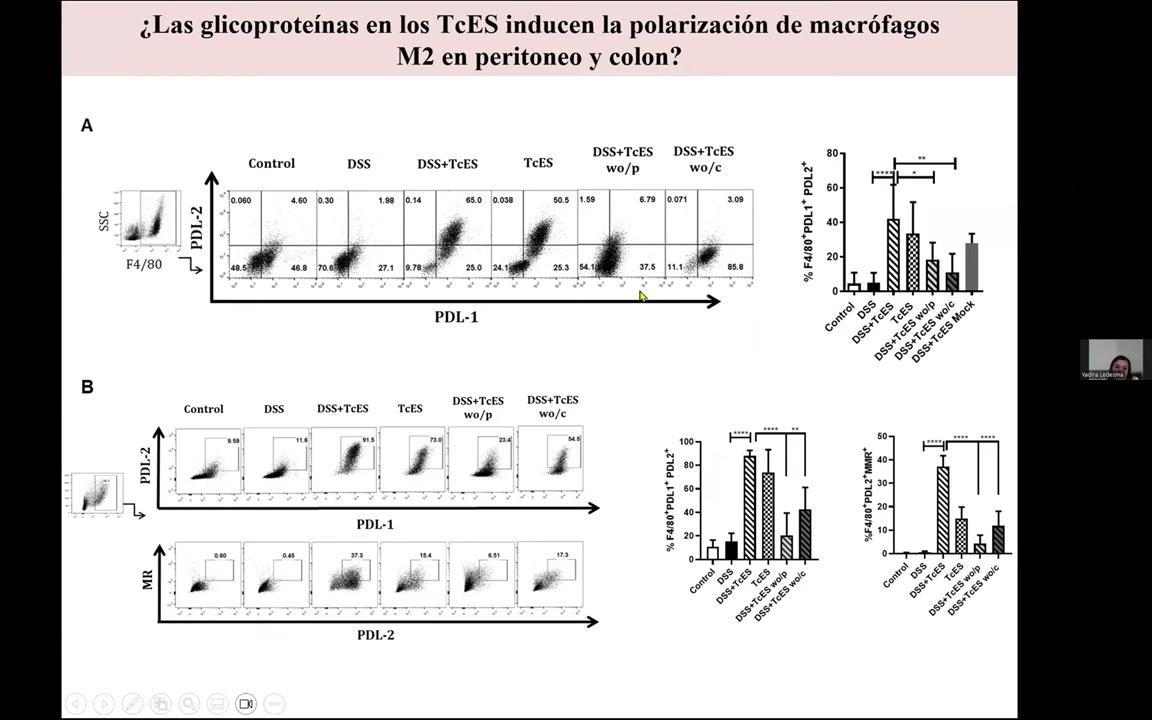 ¿Las glicoproteínas en los TcES inducen la polarización de macrófagos
M2 en peritoneo y colon?
A
Control
DSS
DSS+TcES
TcES
DSS+TcES wo/p
DSS+TcES wo/c
SSC
F4/80
PDL-2
0.060 4.60
0.30 1.98
0.14 65.0
0.038 50.5
1.59 6.79
0.071 3.09
48.5 46.8
70.6 27.1
9.78 25.0
24.1 25.3
54.1 37.5
11.1 85.8
PDL-1
% F4/80+PDL1+ PDL2+
80
60
40
20
0
**** * **
Control
DSS
DSS+TcES
TcES
DSS+TcES wo/p
DSS+TcES wo/c
DSS+TcES Mock
Yadira Ledesma
B
Control
DSS
DSS+TcES
TcES
DSS+TcES wo/p
DSS+TcES wo/c
PDL-2
9.59
11.6
91.5
73.0
23.4
54.5
PDL-1
MR
0.60
0.45
37.3
15.4
6.51
17.3
PDL-2
% F4/80+PDL1+ PDL2+
100
80
60
40
20
0
**** **** **
Control
DSS
DSS+TcES
TcES
DSS+TcES wo/p
DSS+TcES wo/c
%F4/80+PDL2+MMR+
50
40
30
20
10
0
**** **** ****
Control
DSS
DSS+TcES
TcES
DSS+TcES wo/p
DSS+TcES wo/c